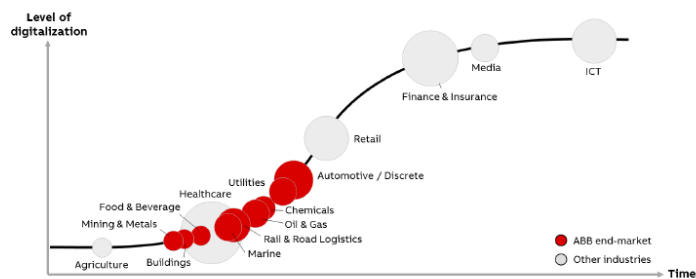 Level of
digitalization
Media
ICT
Finance & Insurance
Retail
Automotive / Discrete
Utilities
Healthcare
Food & Beverage
Chemicals
Mining & Metals
Oil & Gas
Rail & Road Logistics
Marine
Buildings
Agriculture
ABB end-market
Other industries
Time